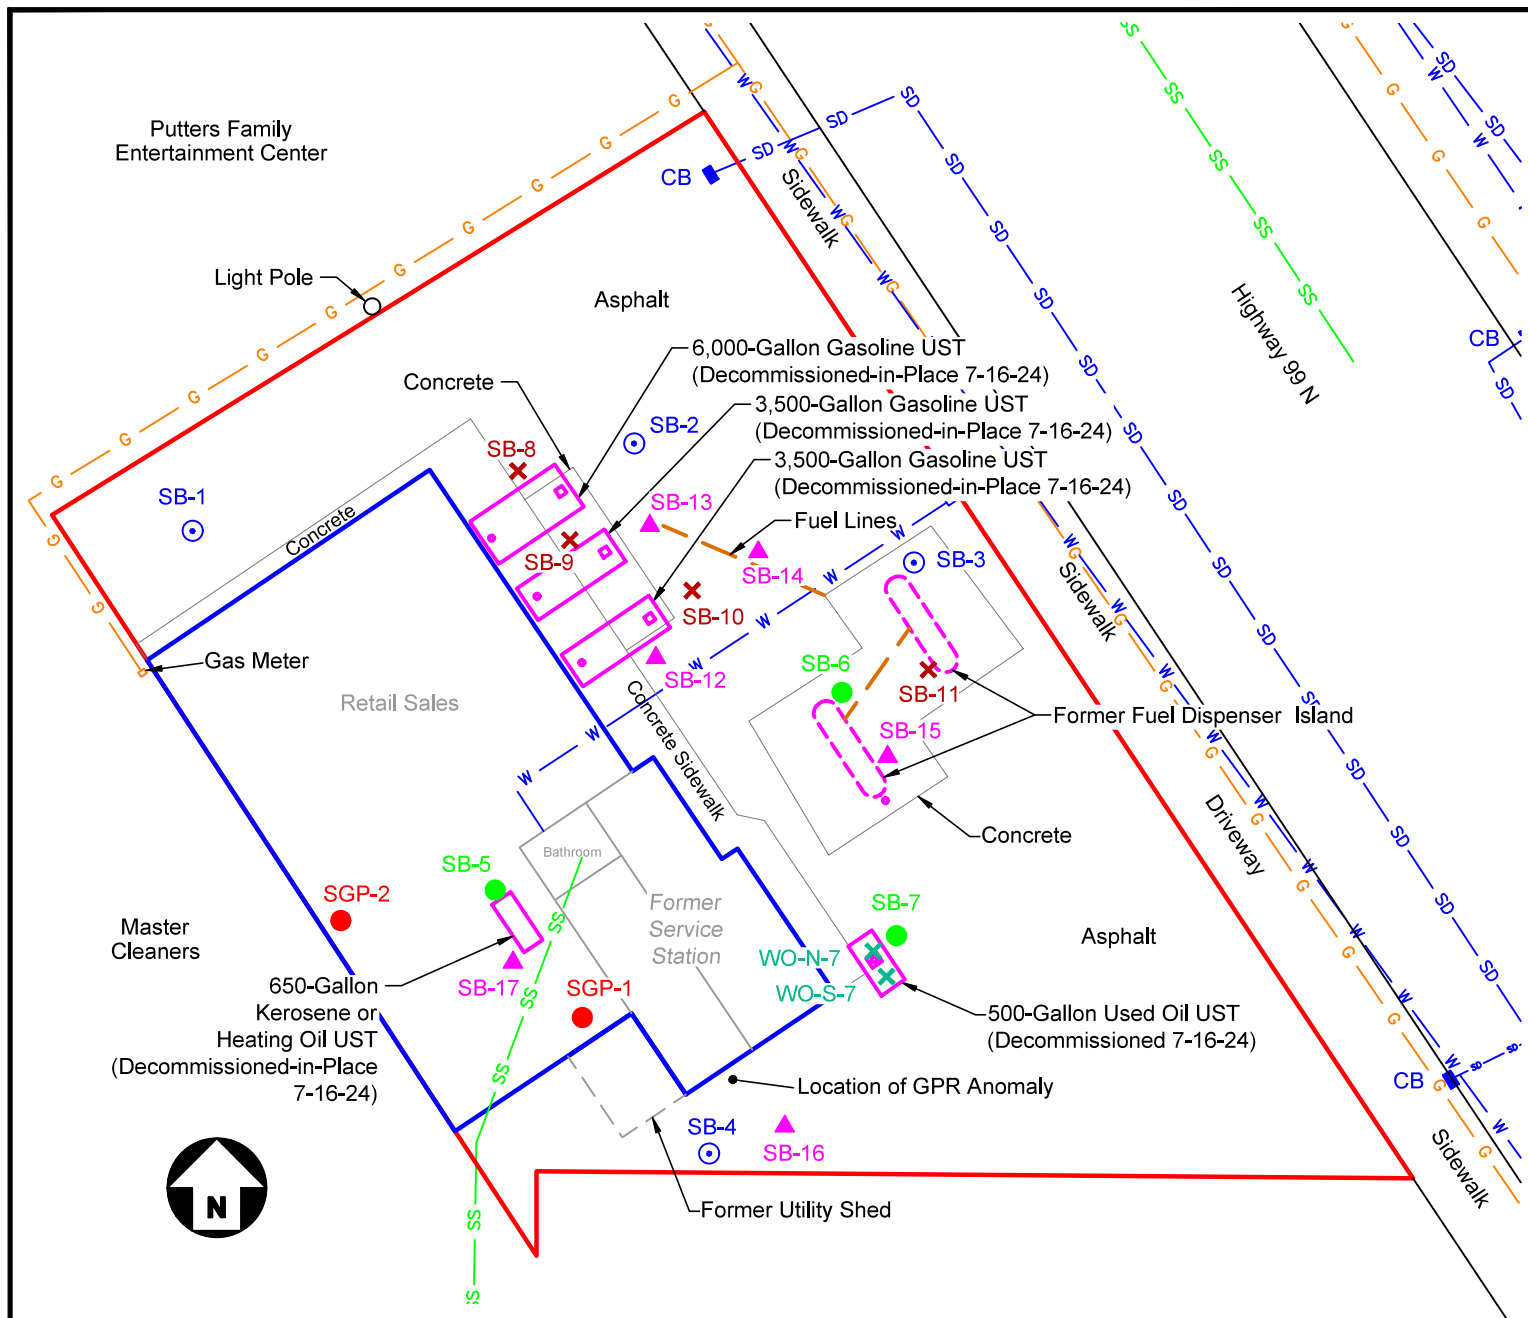 Putters Family
Entertainment Center
CB
SD
SD
SD
Sidewalk
Light Pole
Asphalt
Highway 99 N
CB
6,000-Gallon Gasoline UST
(Decommissioned-in-Place 7-16-24)
Concrete
3,500-Gallon Gasoline UST
(Decommissioned-in-Place 7-16-24)
SB-2
SB-8
3,500-Gallon Gasoline UST
(Decommissioned-in-Place 7-16-24)
SB-1
SB-13
Fuel Lines
Concrete
SB-9
SB-14
SB-3
SB-10
Sidewalk
Gas Meter
SB-12
SB-6
SB-11
Retail Sales
Concrete Sidewalk
Former Fuel Dispenser Island
SB-15
Driveway
Concrete
Bathroom
SB-5
SGP-2
Former
Service
Station
SB-7
Master
Cleaners
Asphalt
WO-N-7
WO-S-7
SB-17
SGP-1
650-Gallon
Kerosene or
Heating Oil UST
(Decommissioned-in-Place
7-16-24)
500-Gallon Used Oil UST
(Decommissioned 7-16-24)
Location of GPR Anomaly
CB
SB-4
SB-16
Sidewalk
N
Former Utility Shed
G
W
SS
SD